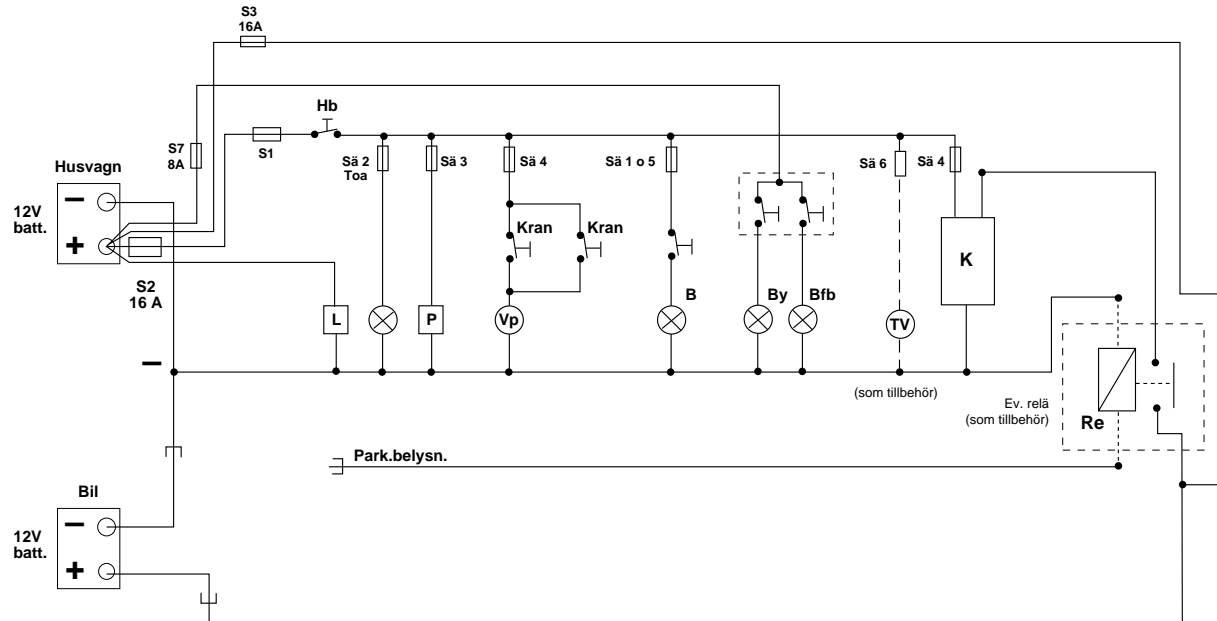 S3
16A
Hb
S7
8A
S1
Sä 2
Toa
Sä 3
Sä 4
Sä 1 o 5
Sä 6
Sä 4
Husvagn
12V
batt.
−
+
Kran
Kran
K
S2
16 A
B
By
Bfb
L
P
Vp
TV
−
(som tillbehör)
Ev. relä
(som tillbehör)
Re
Park.belysn.
Bil
12V
batt.
−
+